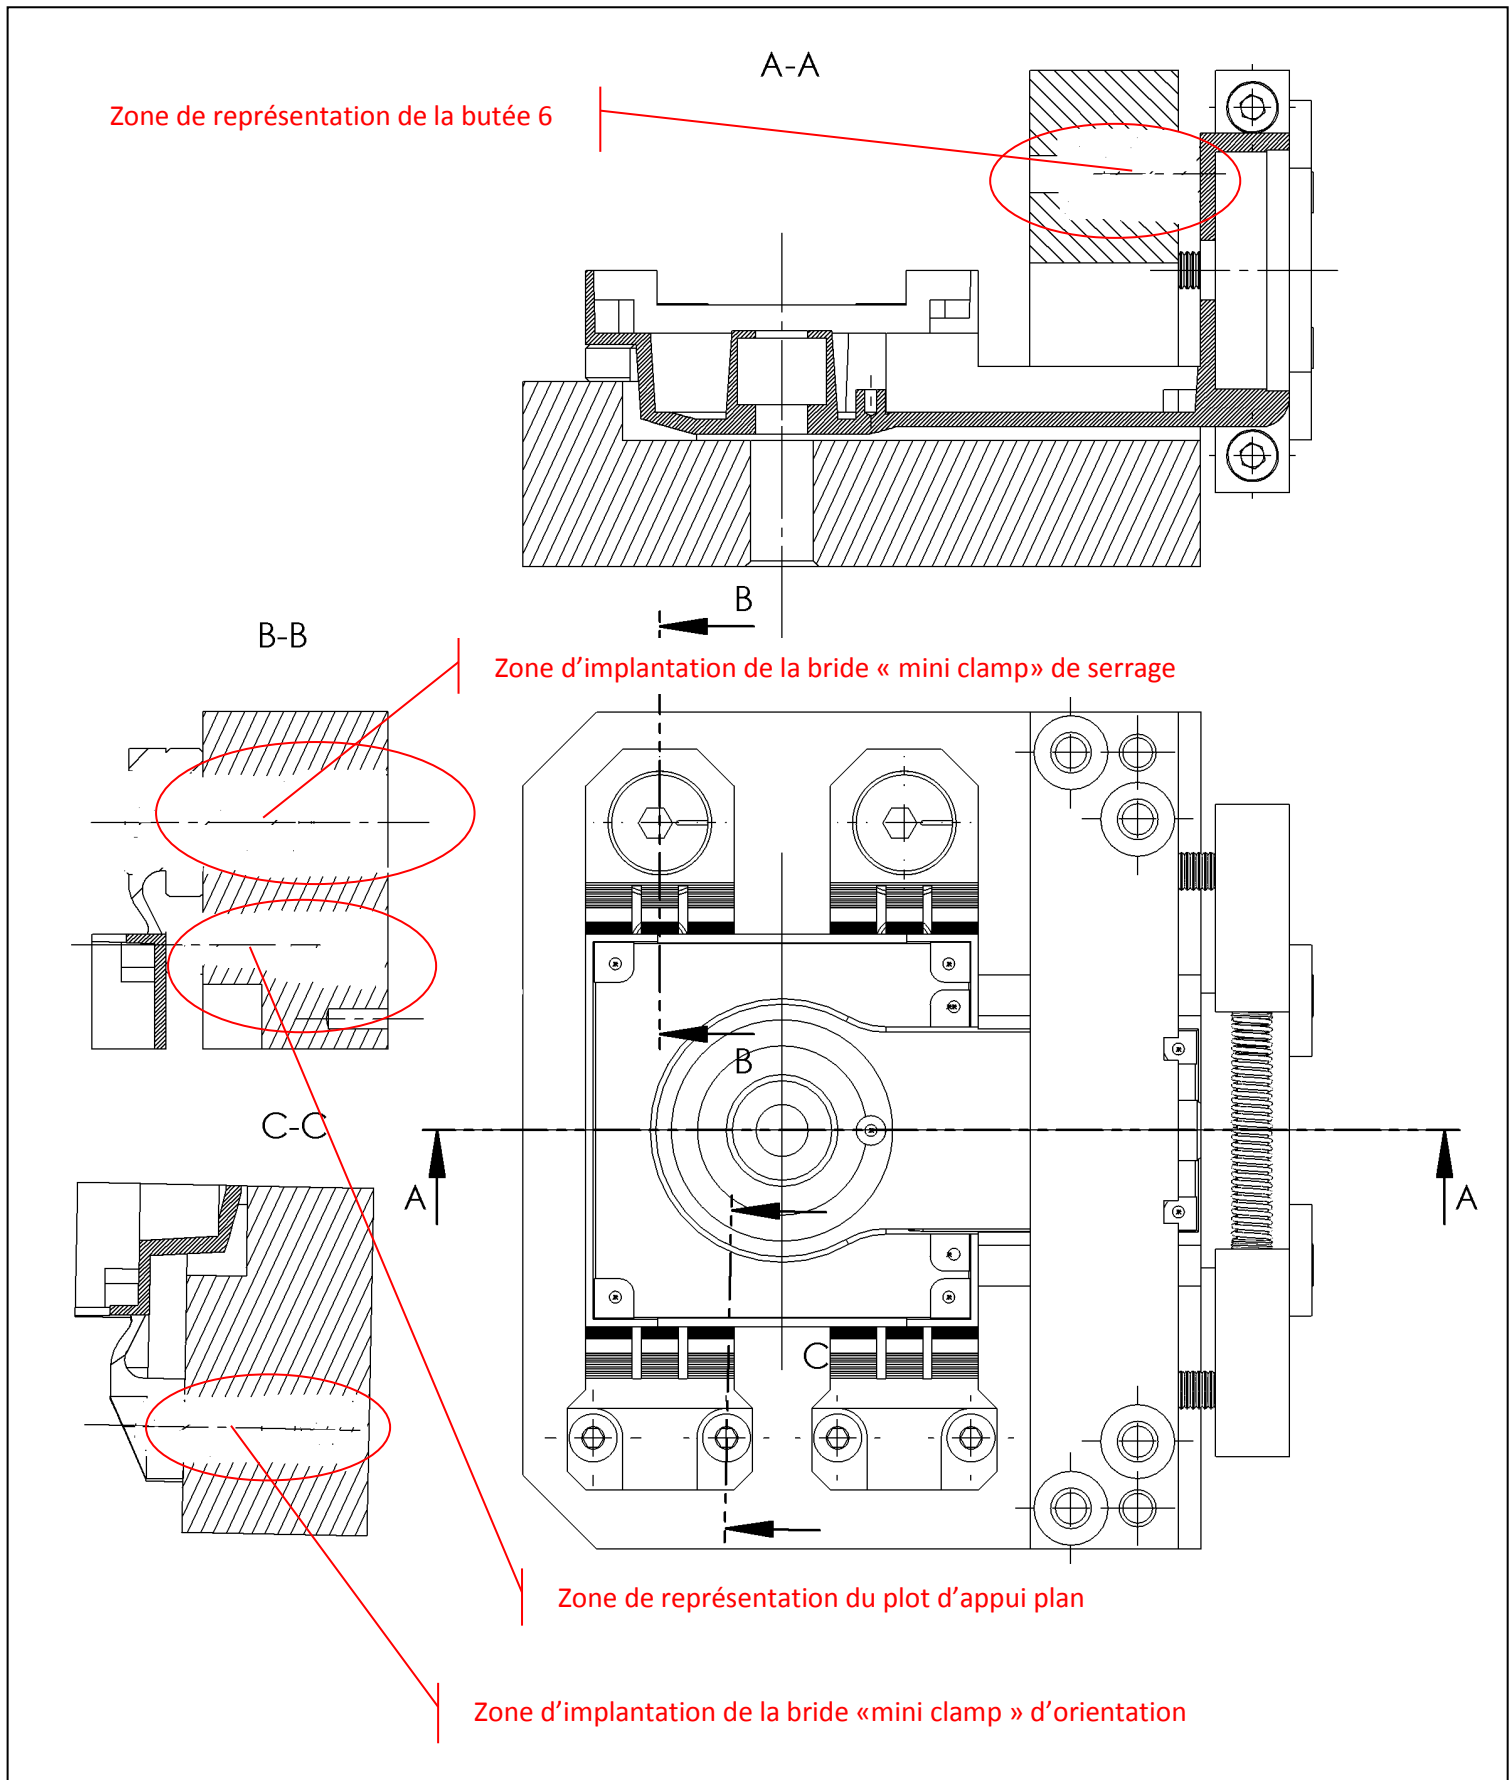 A-A
Zone de représentation de la butée 6
B
B-B
Zone d’implantation de la bride « mini clamp» de serrage
B
C-C
A
A
C
Zone de représentation du plot d’appui plan
Zone d’implantation de la bride «mini clamp » d’orientation